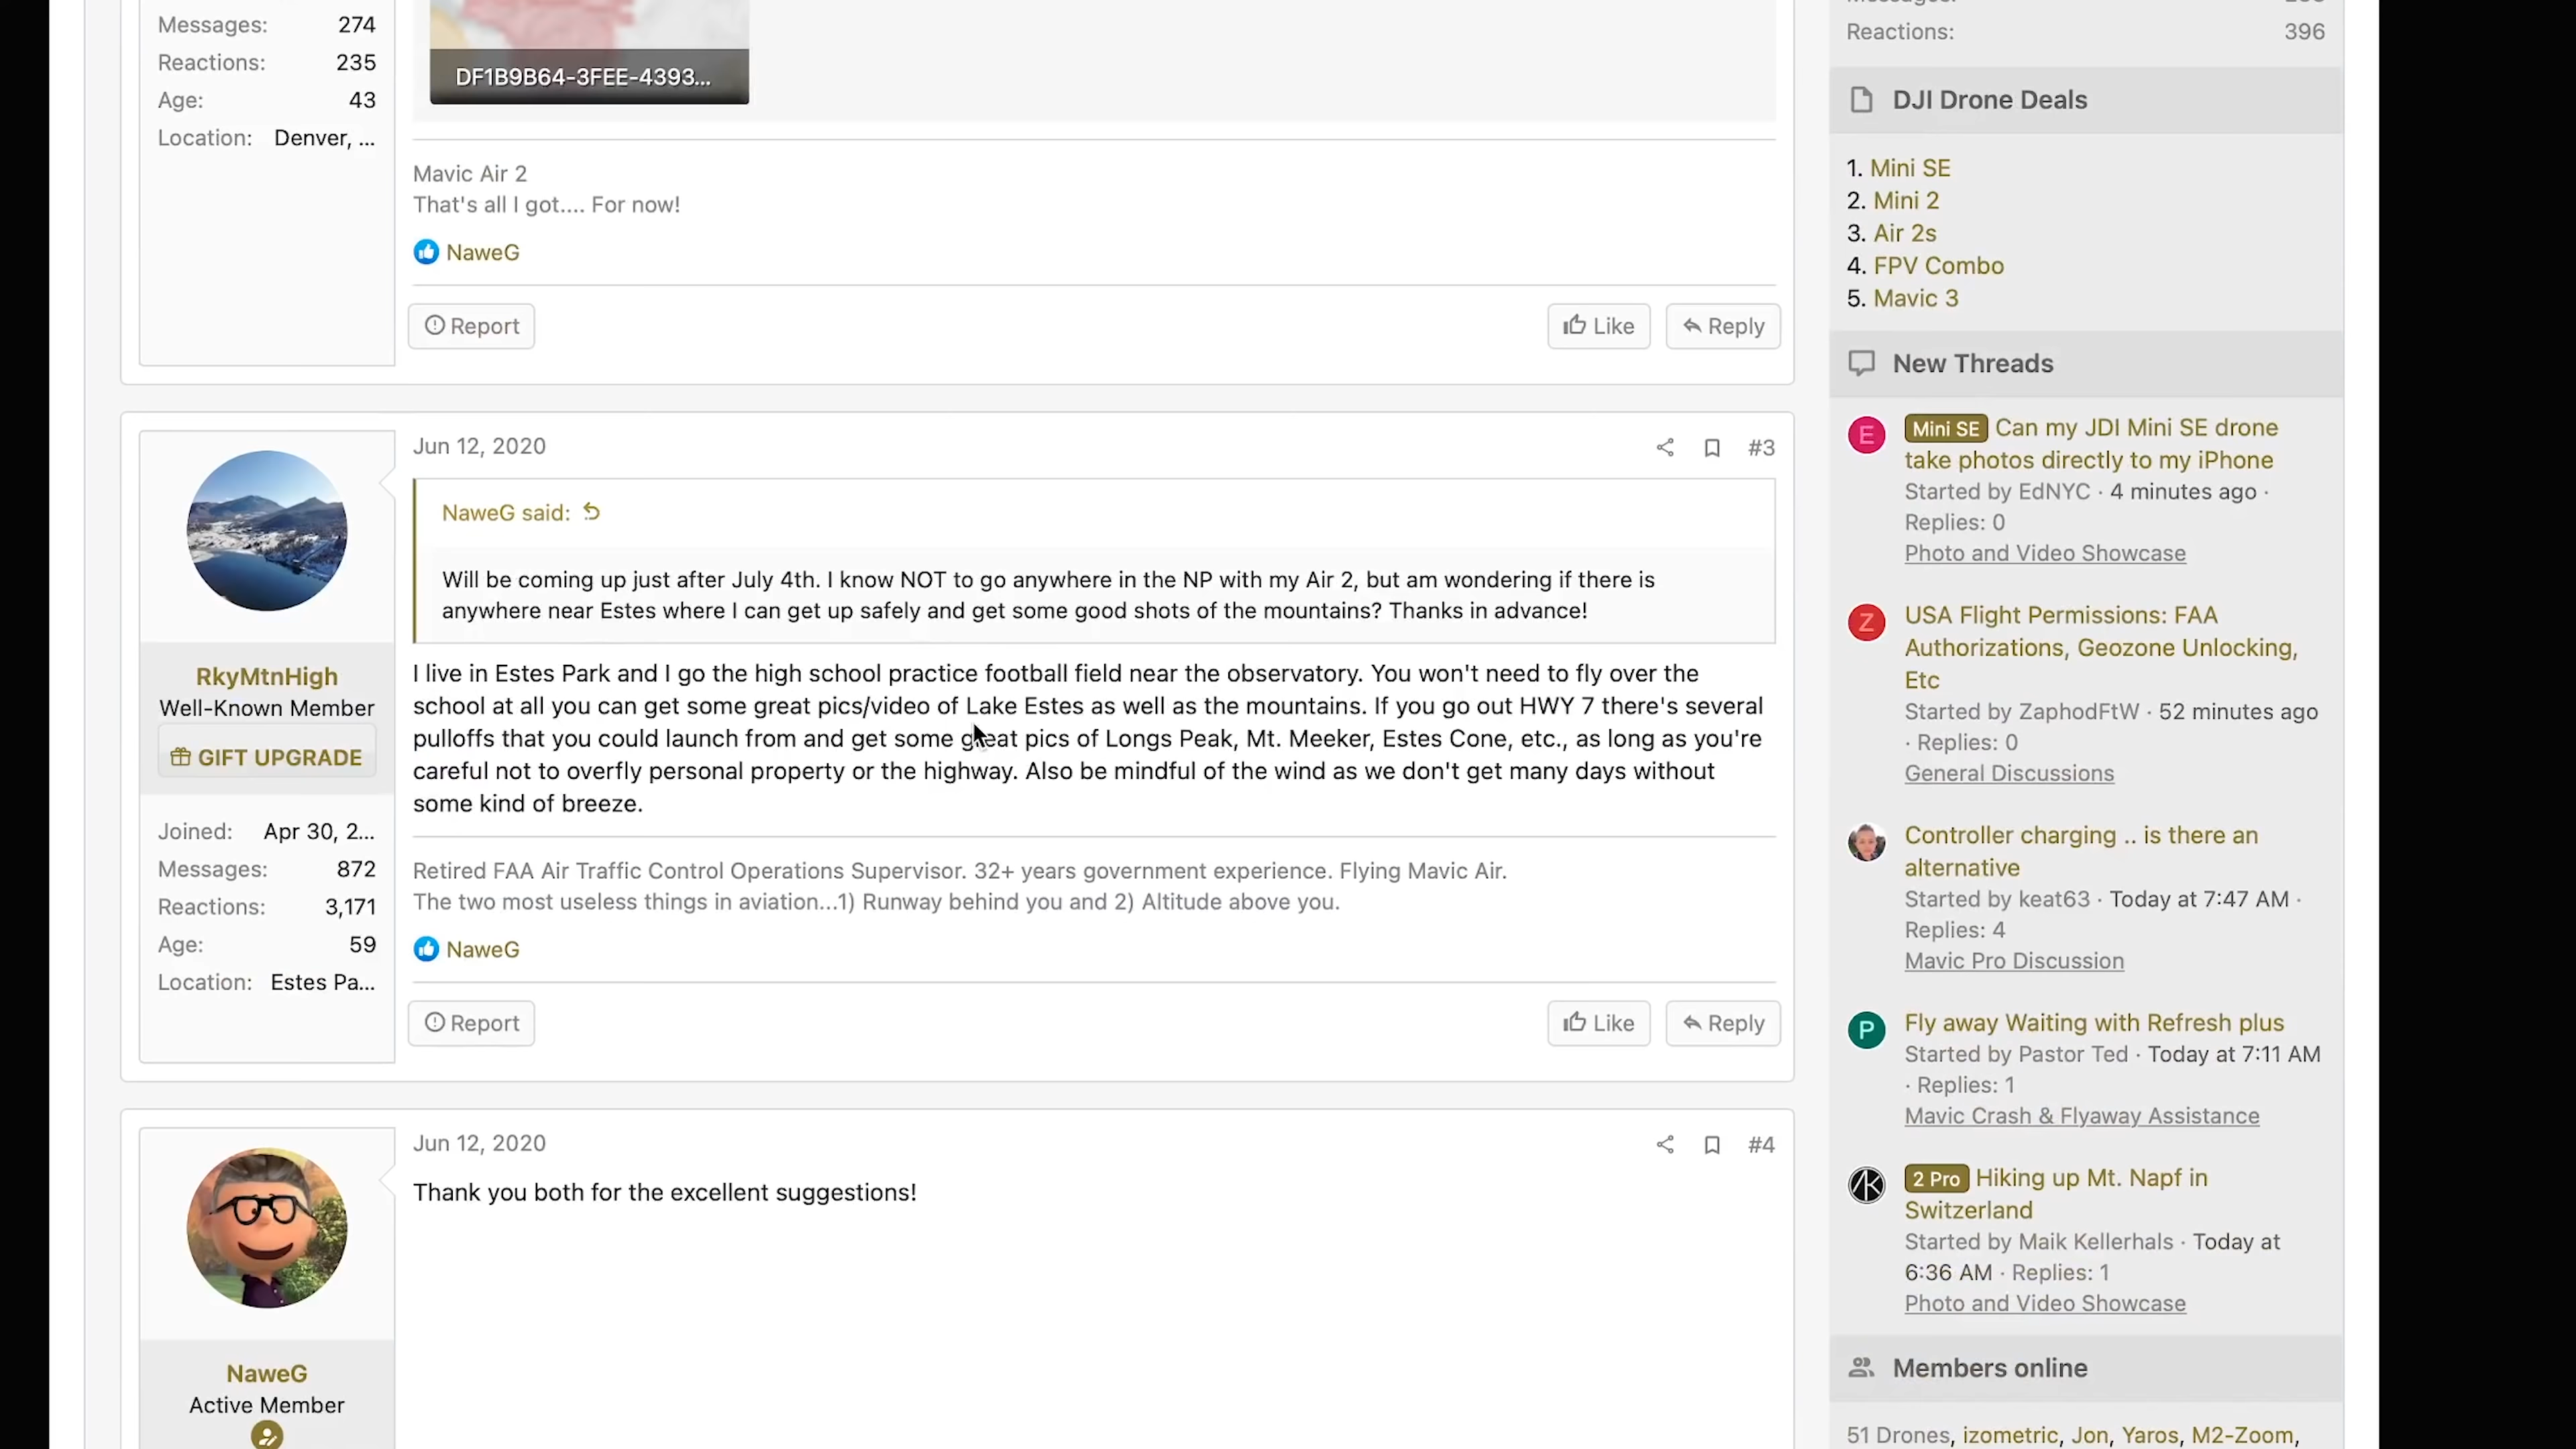 Messages: 274
Reactions: 235
Age: 43
Location: Denver, ...
DF1B9B64-3FEE-4393...
Mavic Air 2
That's all I got.... For now!
NaweG
Report
Like
Reply
Jun 12, 2020
#3
NaweG said:
Will be coming up just after July 4th. I know NOT to go anywhere in the NP with my Air 2, but am wondering if there is
anywhere near Estes where I can get up safely and get some good shots of the mountains? Thanks in advance!
RkyMtnHigh
Well-Known Member
GIFT UPGRADE
Joined: Apr 30, 2...
Messages: 872
Reactions: 3,171
Age: 59
Location: Estes Pa...
I live in Estes Park and I go the high school practice football field near the observatory. You won't need to fly over the
school at all you can get some great pics/video of Lake Estes as well as the mountains. If you go out HWY 7 there's several
pulloffs that you could launch from and get some great pics of Longs Peak, Mt. Meeker, Estes Cone, etc., as long as you're
careful not to overfly personal property or the highway. Also be mindful of the wind as we don't get many days without
some kind of breeze.
Retired FAA Air Traffic Control Operations Supervisor. 32+ years government experience. Flying Mavic Air.
The two most useless things in aviation...1) Runway behind you and 2) Altitude above you.
NaweG
Report
Like
Reply
Jun 12, 2020
#4
Thank you both for the excellent suggestions!
NaweG
Active Member
Reactions: 396
DJI Drone Deals
1. Mini SE
2. Mini 2
3. Air 2s
4. FPV Combo
5. Mavic 3
New Threads
E
Mini SE Can my JDI Mini SE drone
take photos directly to my iPhone
Started by EdNYC · 4 minutes ago ·
Replies: 0
Photo and Video Showcase
Z
USA Flight Permissions: FAA
Authorizations, Geozone Unlocking,
Etc
Started by ZaphodFtW · 52 minutes ago
· Replies: 0
General Discussions
Controller charging .. is there an
alternative
Started by keat63 · Today at 7:47 AM ·
Replies: 4
Mavic Pro Discussion
P
Fly away Waiting with Refresh plus
Started by Pastor Ted · Today at 7:11 AM
· Replies: 1
Mavic Crash & Flyaway Assistance
2 Pro Hiking up Mt. Napf in
Switzerland
Started by Maik Kellerhals · Today at
6:36 AM · Replies: 1
Photo and Video Showcase
Members online
51 Drones, izometric, Jon, Yaros, M2-Zoom,